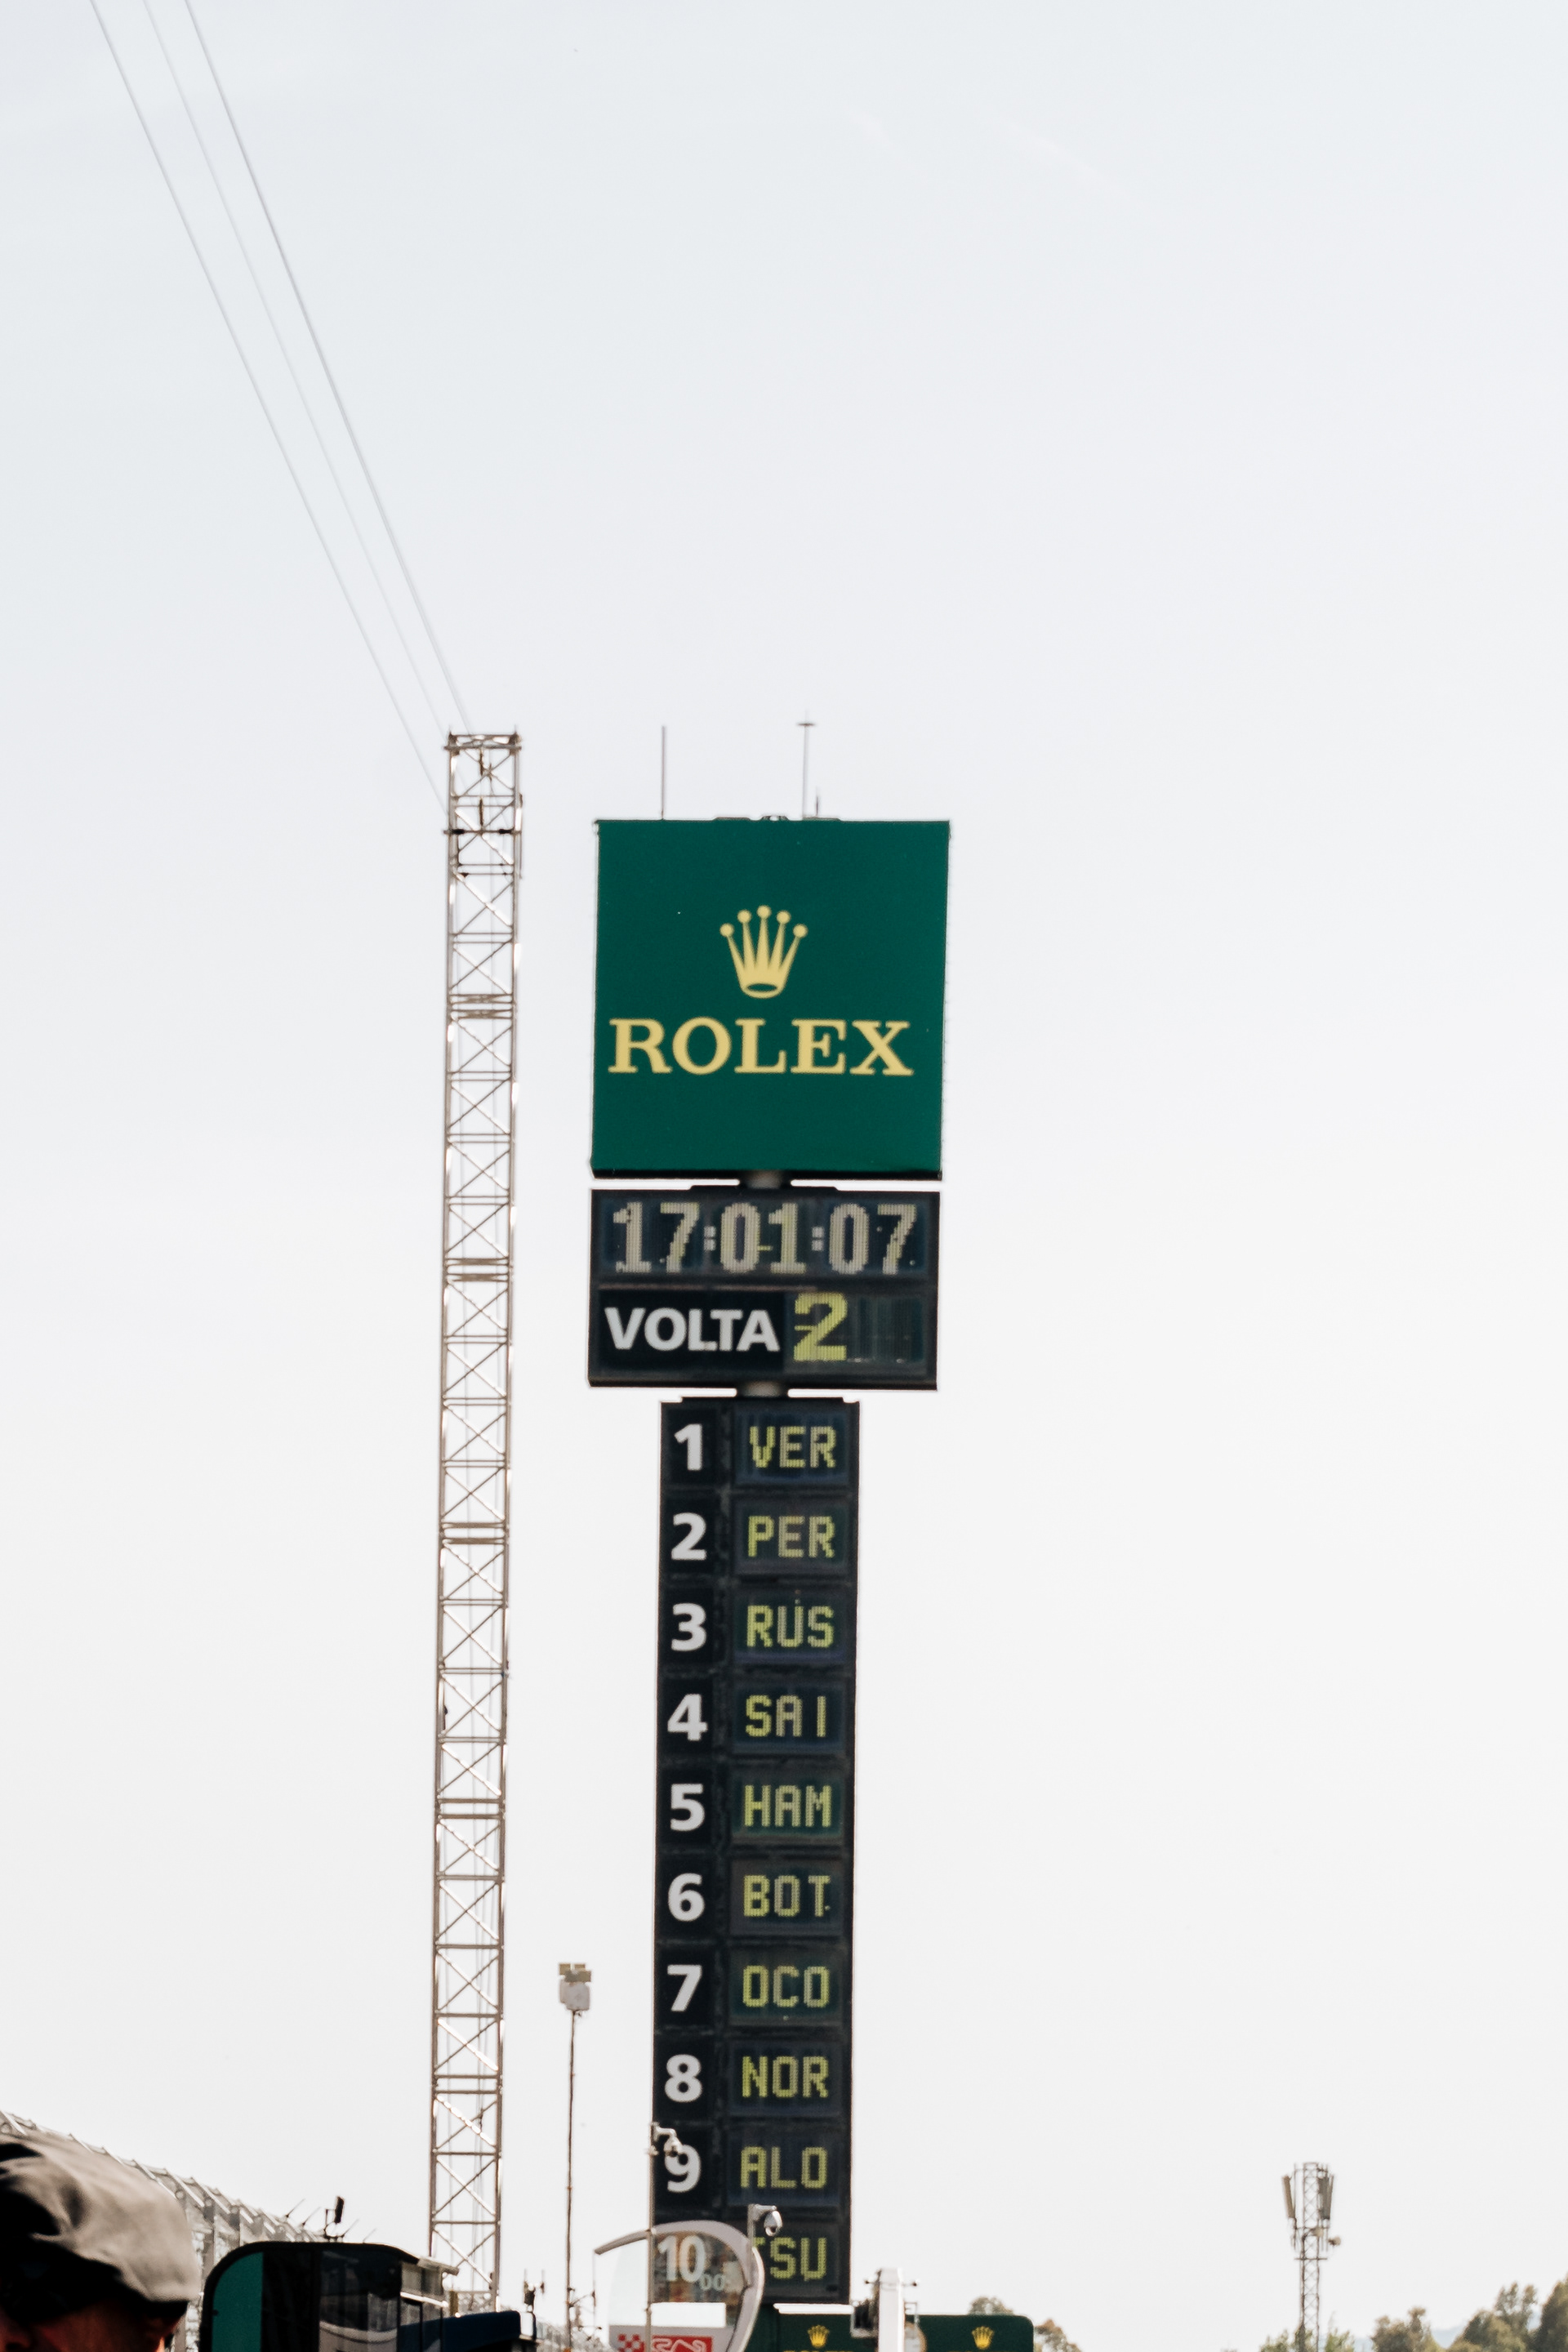 ROLEX
17:01:07
VOLTA 2
1 VER
2 PER
3 RUS
4 SAI
5 HAM
6 BOT
7 OCO
8 NOR
9 ALO
10 TSU